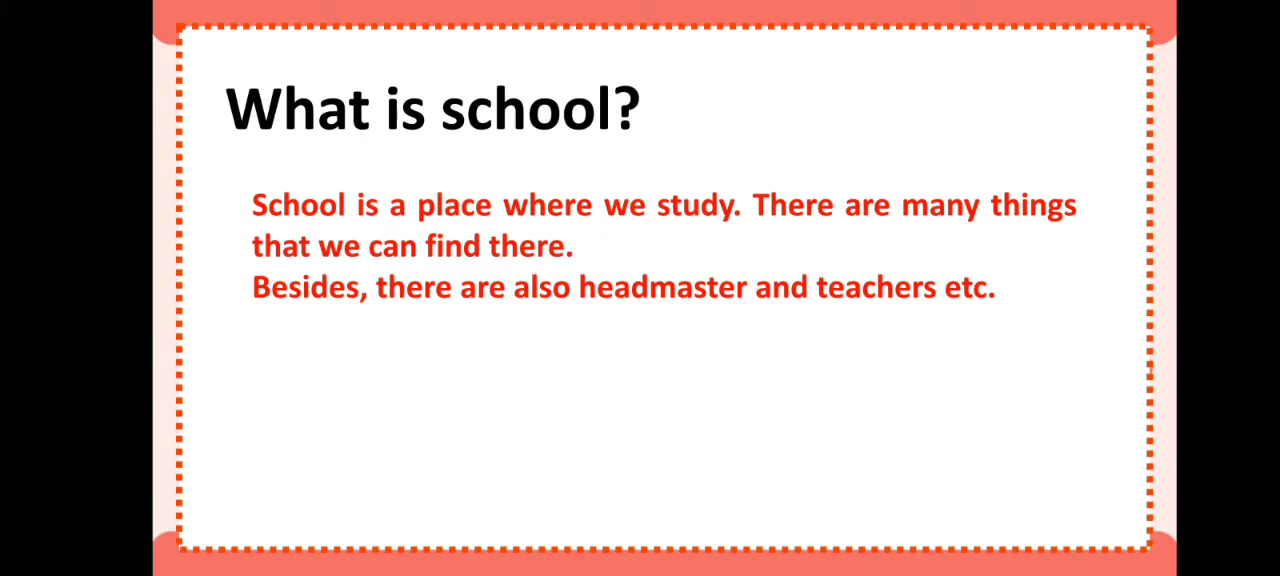 What is school?
School is a place where we study. There are many things
that we can find there.
Besides, there are also headmaster and teachers etc.